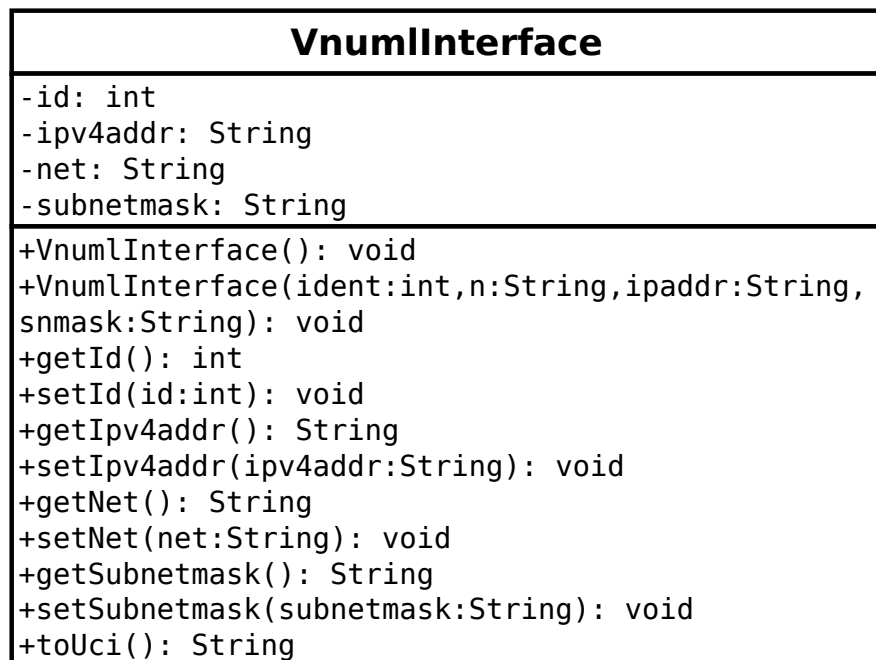 VnumlInterface
-id: int
-ipv4addr: String
-net: String
-subnetmask: String
+VnumlInterface(): void
+VnumlInterface(ident:int,n:String,ipaddr:String,
snmask:String): void
+getId(): int
+setId(id:int): void
+getIpv4addr(): String
+setIpv4addr(ipv4addr:String): void
+getNet(): String
+setNet(net:String): void
+getSubnetmask(): String
+setSubnetmask(subnetmask:String): void
+toUci(): String